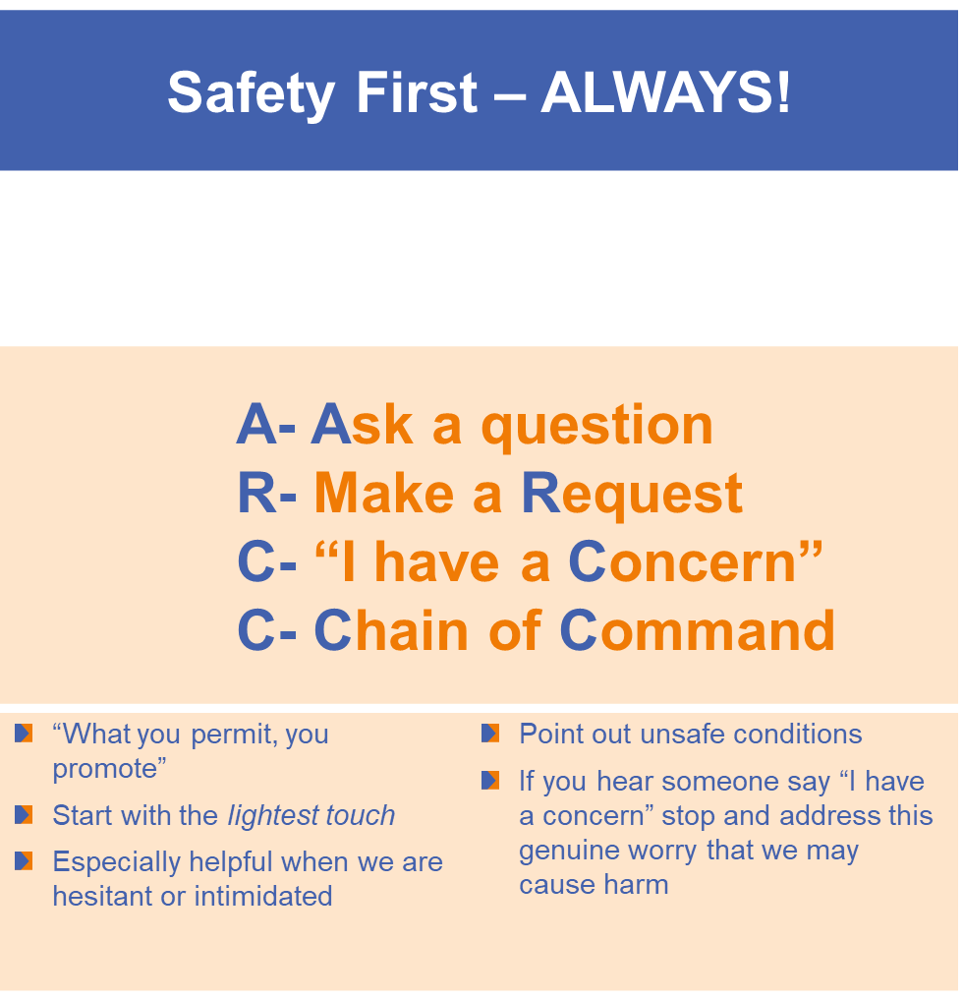 Safety First – ALWAYS!
A- Ask a question
R- Make a Request
C- “I have a Concern”
C- Chain of Command
“What you permit, you
promote”
Start with the lightest touch
Especially helpful when we are
hesitant or intimidated
Point out unsafe conditions
If you hear someone say “I have
a concern” stop and address this
genuine worry that we may
cause harm